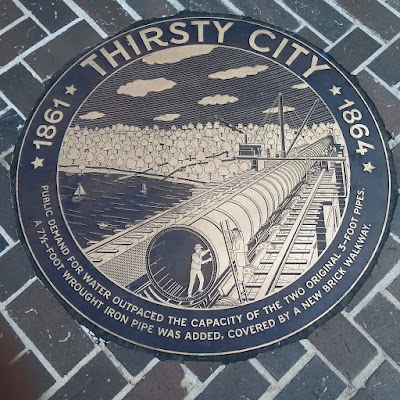 ★ THIRSTY CITY ★
★ 1861 ★
★ 1864 ★
PUBLIC DEMAND FOR WATER OUTPACED THE CAPACITY OF THE TWO ORIGINAL 3-FOOT PIPES.
A 7½-FOOT WROUGHT IRON PIPE WAS ADDED, COVERED BY A NEW BRICK WALKWAY.